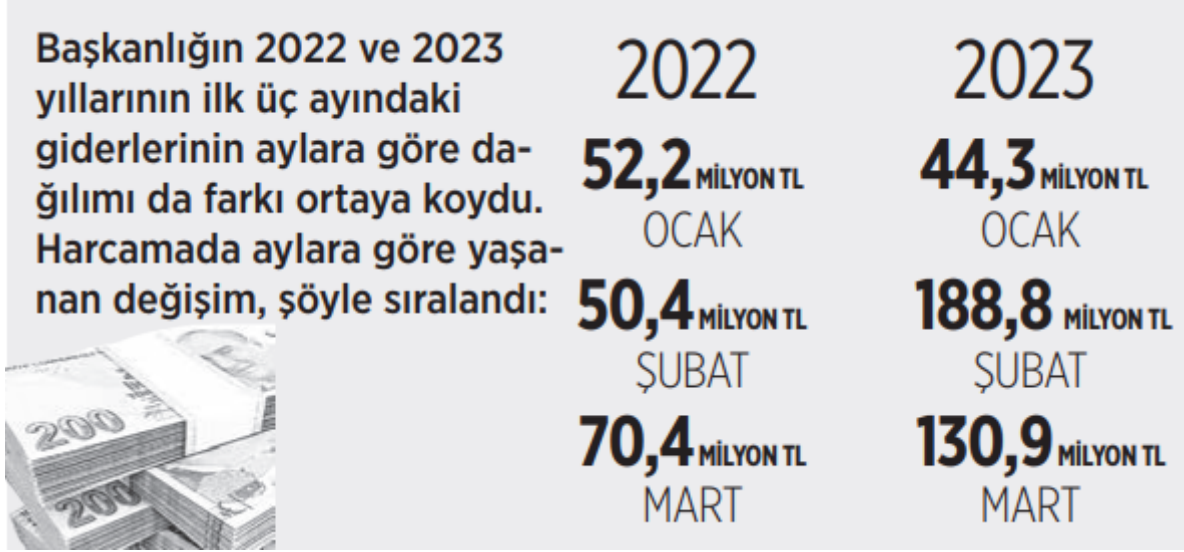 Başkanlığın 2022 ve 2023
yıllarının ilk üç ayındaki
giderlerinin aylara göre da-
ğılımı da farkı ortaya koydu.
Harcamada aylara göre yaşa-
nan değişim, şöyle sıralandı:
2022
52,2 MİLYON TL
OCAK
50,4 MİLYON TL
ŞUBAT
70,4 MİLYON TL
MART
2023
44,3 MİLYON TL
OCAK
188,8 MİLYON TL
ŞUBAT
130,9 MİLYON TL
MART
200
200